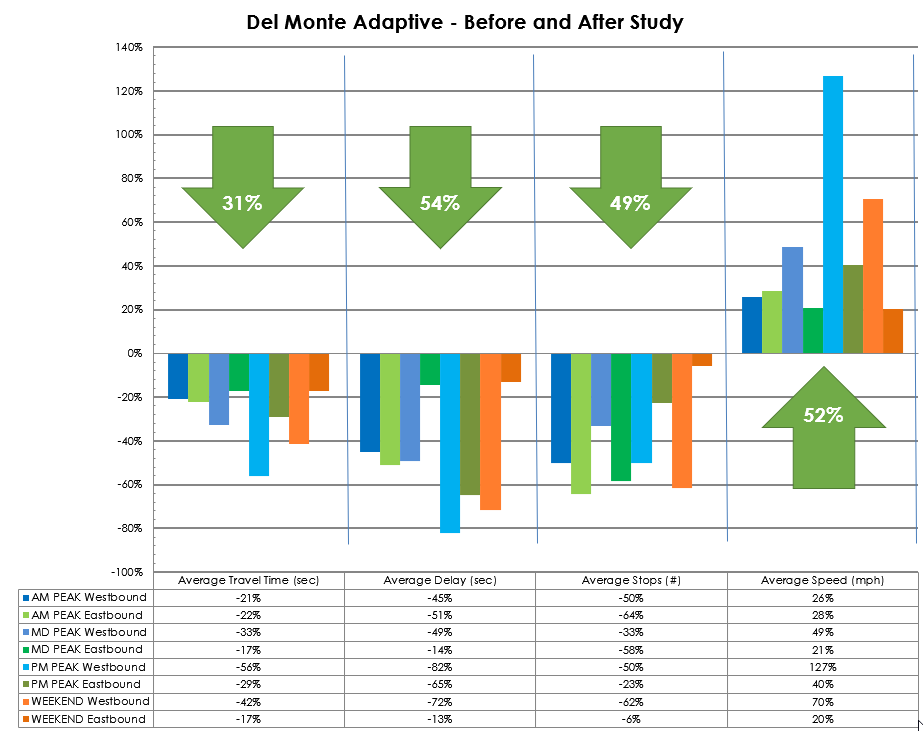 Del Monte Adaptive - Before and After Study
140%
120%
100%
80%
60%
40%
20%
0%
-20%
-40%
-60%
-80%
-100%
31%
54%
49%
52%
Average Travel Time (sec) Average Delay (sec) Average Stops (#) Average Speed (mph)
AM PEAK Westbound -21% -45% -50% 26%
AM PEAK Eastbound -22% -51% -64% 28%
MD PEAK Westbound -33% -49% -33% 49%
MD PEAK Eastbound -17% -14% -58% 21%
PM PEAK Westbound -56% -82% -50% 127%
PM PEAK Eastbound -29% -65% -23% 40%
WEEKEND Westbound -42% -72% -62% 70%
WEEKEND Eastbound -17% -13% -6% 20%